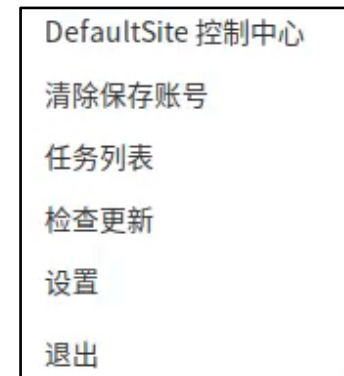 DefaultSite 控制中心
清除保存账号
任务列表
检查更新
设置
退出